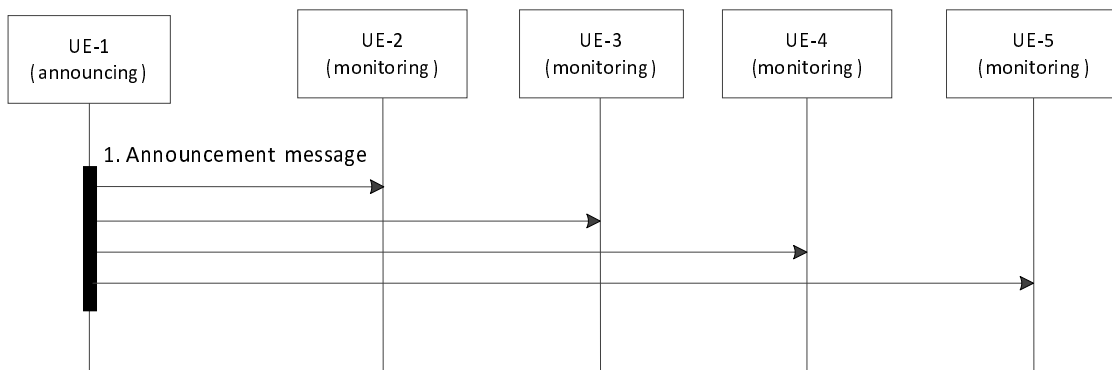 UE-1
(announcing)
UE-2
(monitoring)
UE-3
(monitoring)
UE-4
(monitoring)
UE-5
(monitoring)
1. Announcement message